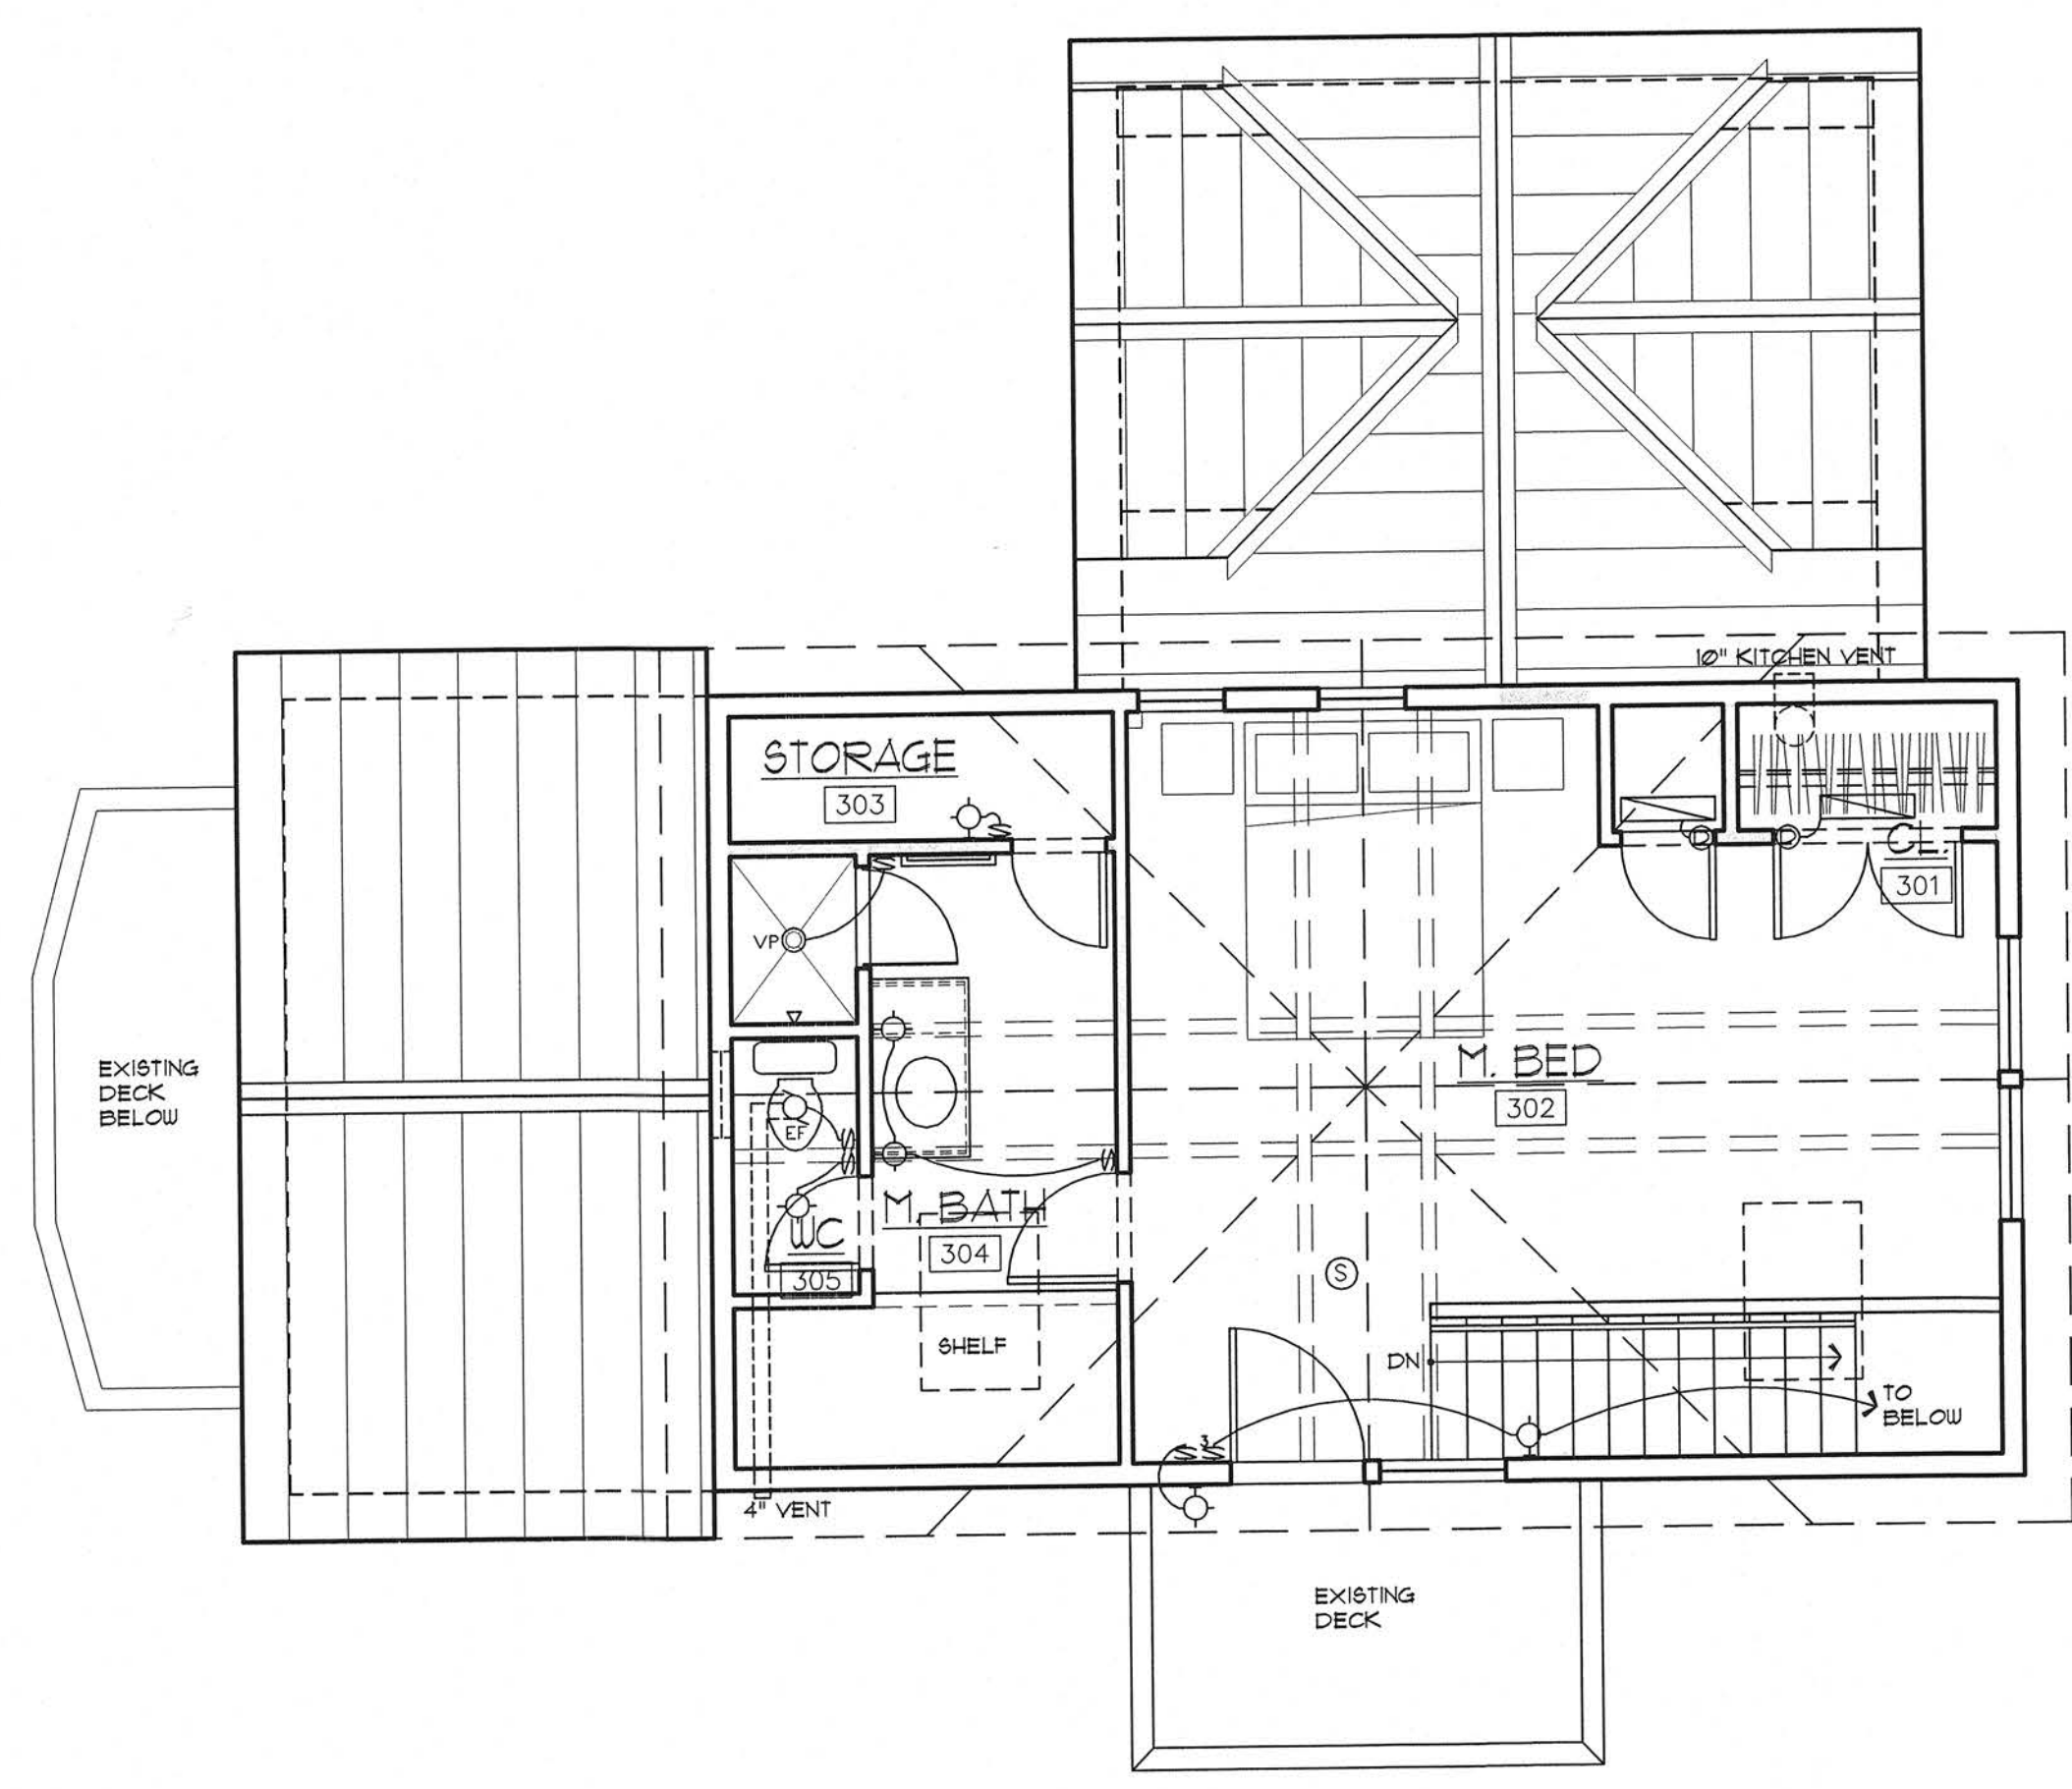 10" KITCHEN VENT
STORAGE
303
CL.
301
D
D
VP
EXISTING
DECK
BELOW
M. BED
302
EF
M. BATH
304
WC
305
S
SHELF
DN
TO
BELOW
3
4" VENT
EXISTING
DECK